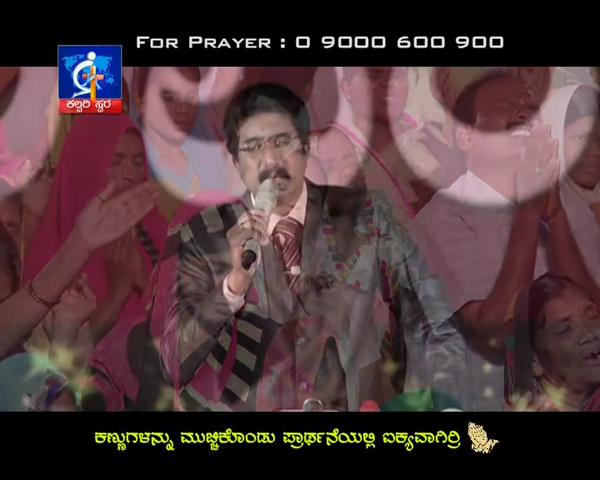 FOR PRAYER : 0 9000 600 900
ಕಲ್ವರಿ ಸ್ವರ
ಕಣ್ಣುಗಳನ್ನು ಮುಚ್ಚಿಕೊಂಡು ಪ್ರಾರ್ಥನೆಯಲ್ಲಿ ಐಕ್ಯವಾಗಿರ್ರಿ